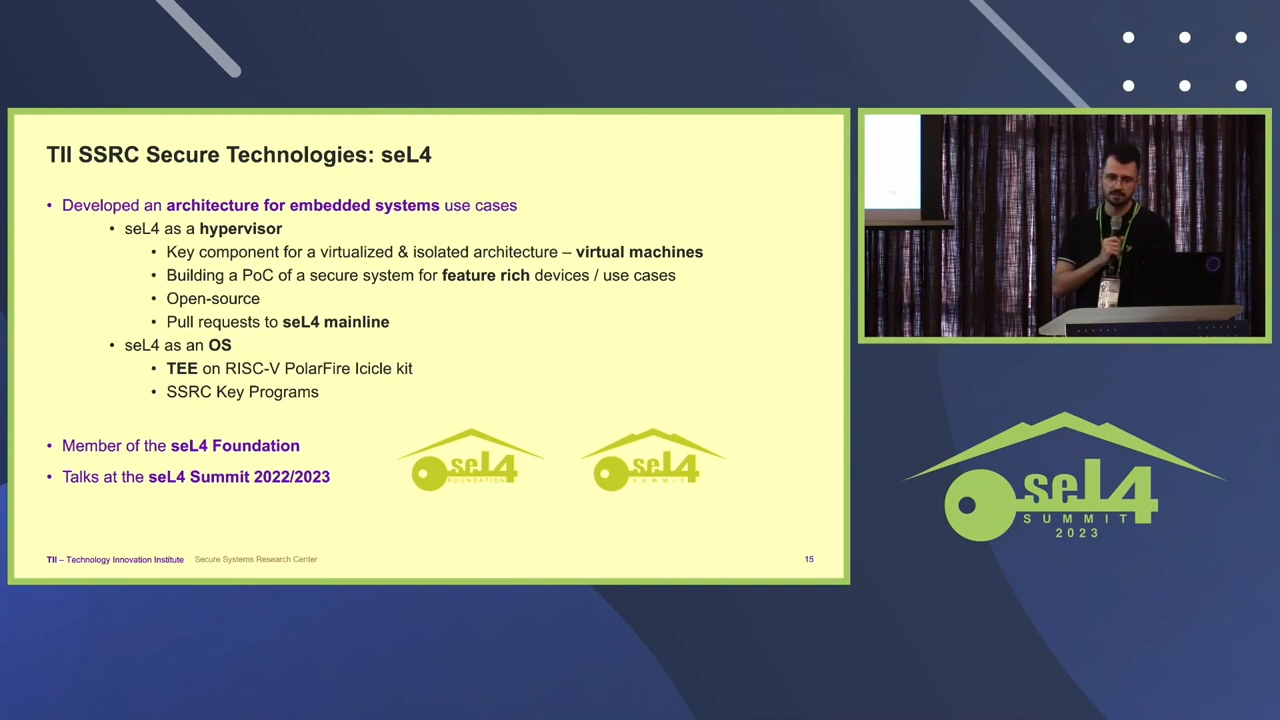 TII SSRC Secure Technologies: seL4
• Developed an architecture for embedded systems use cases
• seL4 as a hypervisor
• Key component for a virtualized & isolated architecture – virtual machines
• Building a PoC of a secure system for feature rich devices / use cases
• Open-source
• Pull requests to seL4 mainline
• seL4 as an OS
• TEE on RISC-V PolarFire Icicle kit
• SSRC Key Programs
• Member of the seL4 Foundation
• Talks at the seL4 Summit 2022/2023
seL4
FOUNDATION
seL4
SUMMIT
TII – Technology Innovation Institute Secure Systems Research Center
15
seL4
SUMMIT
2023